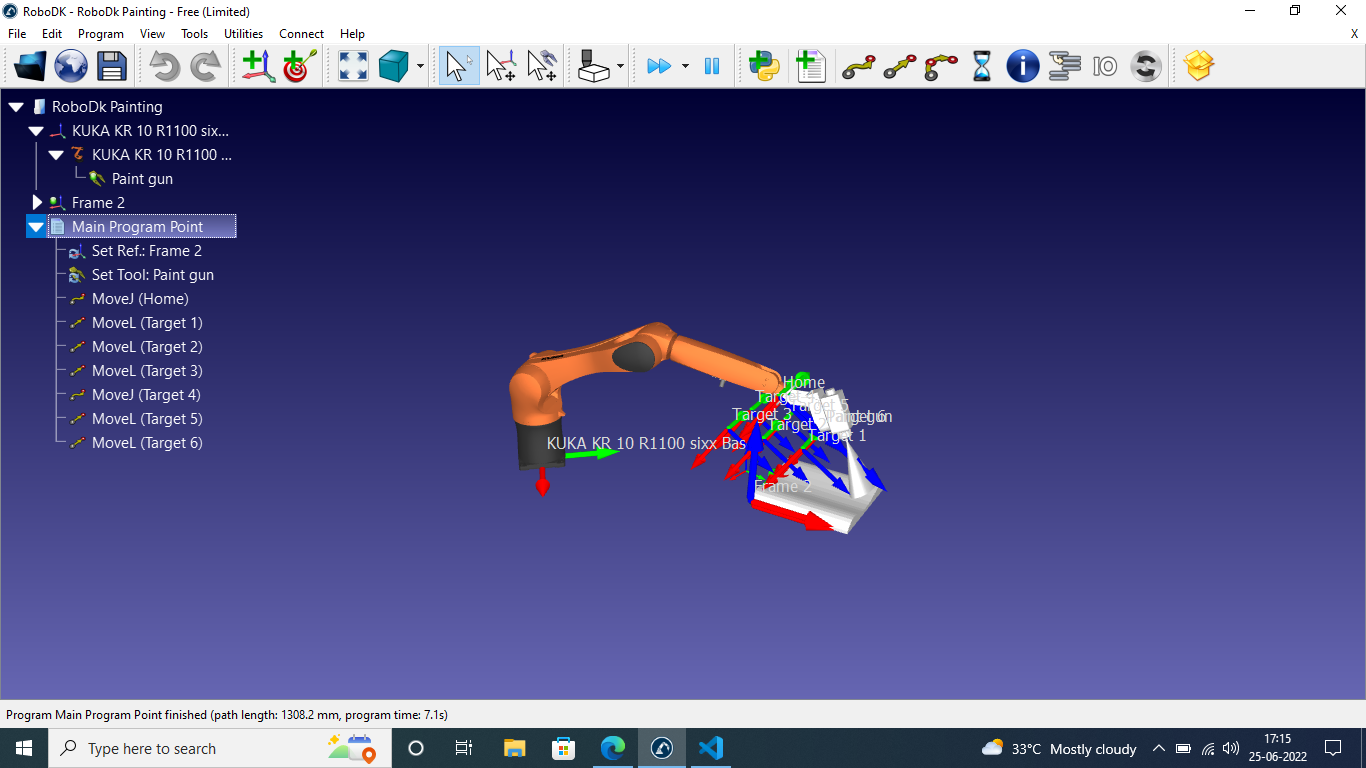 RoboDK - RoboDk Painting - Free (Limited)
File Edit Program View Tools Utilities Connect Help X
IO
RoboDk Painting
KUKA KR 10 R1100 six...
KUKA KR 10 R1100 ...
Paint gun
Frame 2
Main Program Point
Set Ref.: Frame 2
Set Tool: Paint gun
MoveJ (Home)
MoveL (Target 1)
MoveL (Target 2)
MoveL (Target 3)
MoveJ (Target 4)
MoveL (Target 5)
MoveL (Target 6)
Home
Target 3
Target 1
KUKA KR 10 R1100 sixx Bas
Frame 2
Program Main Program Point finished (path length: 1308.2 mm, program time: 7.1s)
Type here to search
33°C Mostly cloudy
17:15
25-06-2022